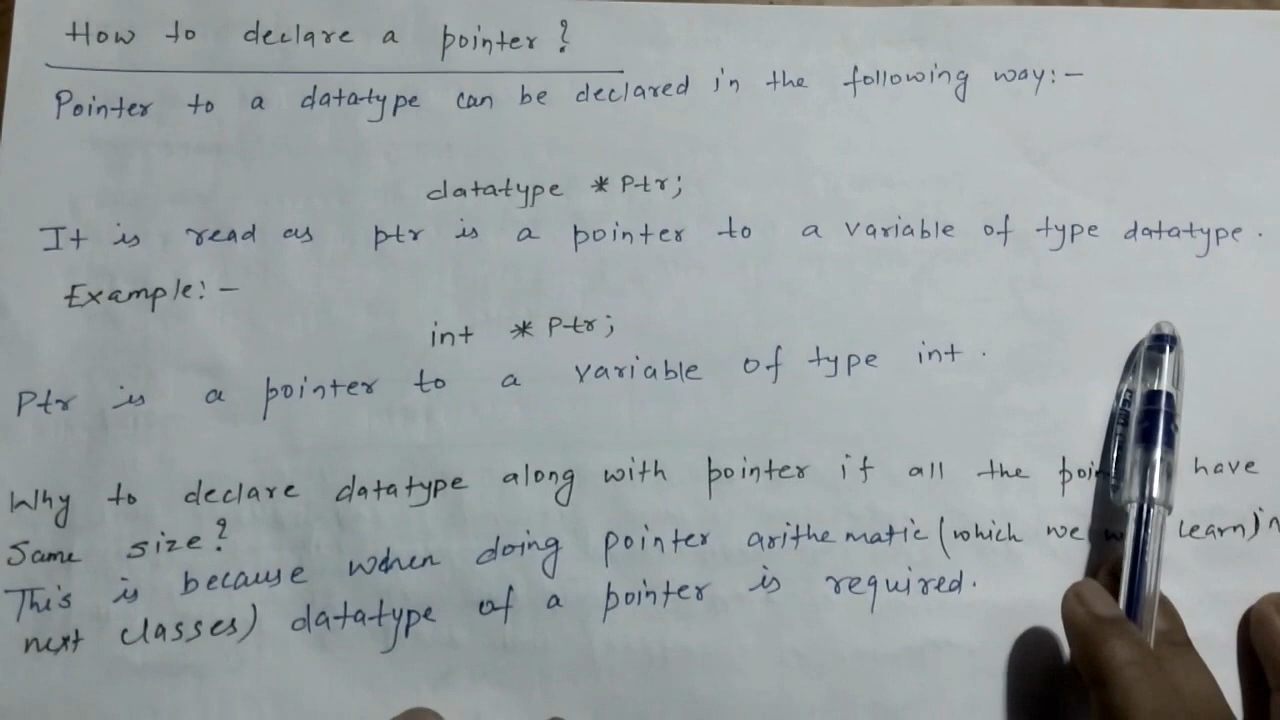 How to declare a pointer?
Pointer to a datatype can be declared in the following way:-
datatype *Ptr;
It is read as ptr is a pointer to a variable of type datatype.
Example:-
int *Ptr;
Ptr is a pointer to a variable of type int.
Why to declare datatype along with pointer if all the have
Same size?
This is because when doing pointer arithematic (which we learn) in
next classes) datatype of a pointer is required.